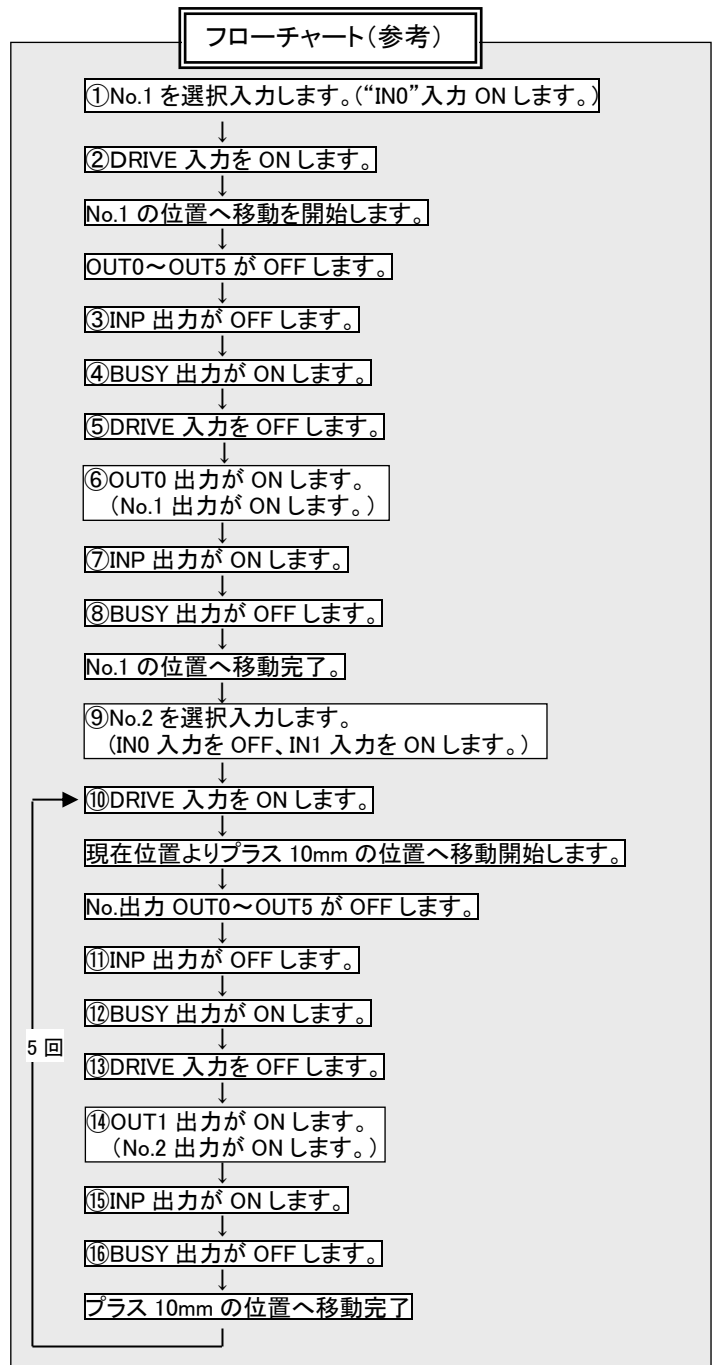 フローチャート(参考)
①No.1 を選択入力します。(“IN0”入力 ON します。)
↓
②DRIVE 入力を ON します。
↓
No.1 の位置へ移動を開始します。
↓
OUT0～OUT5 が OFF します。
↓
③INP 出力が OFF します。
↓
④BUSY 出力が ON します。
↓
⑤DRIVE 入力を OFF します。
↓
⑥OUT0 出力が ON します。
(No.1 出力が ON します。)
↓
⑦INP 出力が ON します。
↓
⑧BUSY 出力が OFF します。
↓
No.1 の位置へ移動完了。
↓
⑨No.2 を選択入力します。
(IN0 入力を OFF、IN1 入力を ON します。)
↓
⑩DRIVE 入力を ON します。
↓
現在位置よりプラス 10mm の位置へ移動開始します。
↓
No.出力 OUT0～OUT5 が OFF します。
↓
⑪INP 出力が OFF します。
↓
⑫BUSY 出力が ON します。
↓
5 回
⑬DRIVE 入力を OFF します。
↓
⑭OUT1 出力が ON します。
(No.2 出力が ON します。)
↓
⑮INP 出力が ON します。
↓
⑯BUSY 出力が OFF します。
↓
プラス 10mm の位置へ移動完了